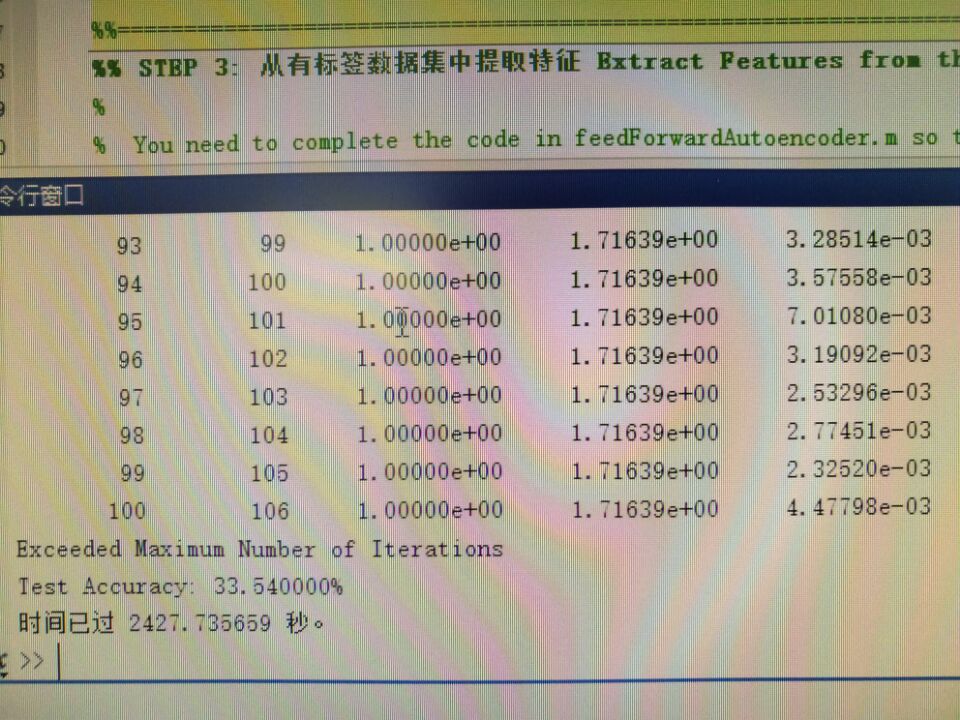 %%==================================================
%% STEP 3: 从有标签数据集中提取特征 Extract Features from
%
% You need to complete the code in feedForwardAutoencoder.m so
令行窗口
93 99 1.00000e+00 1.71639e+00 3.28514e-03
94 100 1.00000e+00 1.71639e+00 3.57558e-03
95 101 1.00000e+00 1.71639e+00 7.01080e-03
96 102 1.00000e+00 1.71639e+00 3.19092e-03
97 103 1.00000e+00 1.71639e+00 2.53296e-03
98 104 1.00000e+00 1.71639e+00 2.77451e-03
99 105 1.00000e+00 1.71639e+00 2.32520e-03
100 106 1.00000e+00 1.71639e+00 4.47798e-03
Exceeded Maximum Number of Iterations
Test Accuracy: 33.540000%
时间已过 2427.735659 秒。
>>